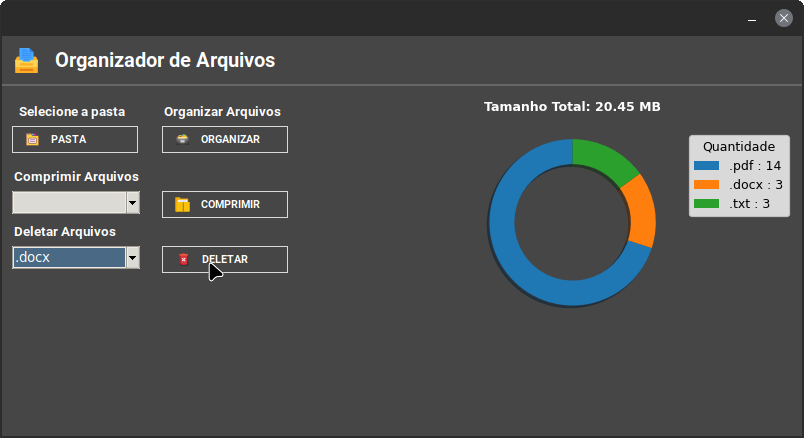 Organizador de Arquivos
Selecione a pasta
Organizar Arquivos
PASTA
ORGANIZAR
Comprimir Arquivos
COMPRIMIR
Deletar Arquivos
.docx
DELETAR
Tamanho Total: 20.45 MB
Quantidade
.pdf : 14
.docx : 3
.txt : 3